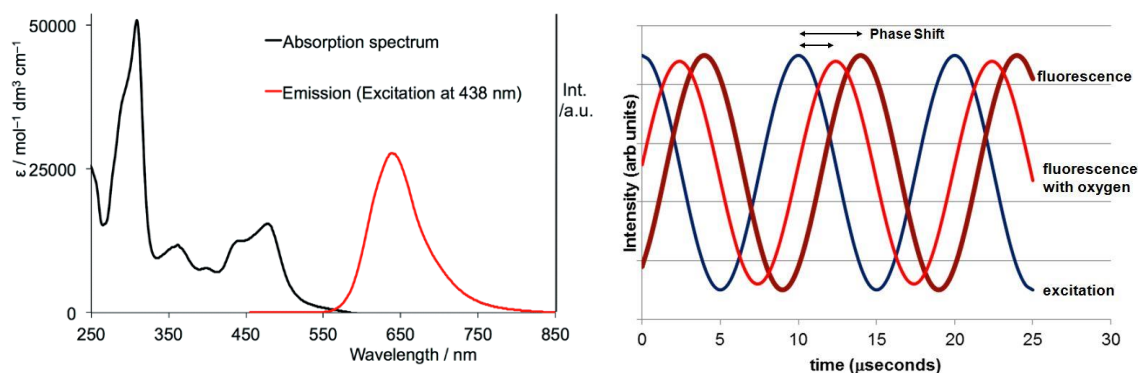 50000
25000
0
ε / mol⁻¹ dm³ cm⁻¹
Absorption spectrum
Emission (Excitation at 438 nm)
Int.
/a.u.
250 350 450 550 650 750 850
Wavelength / nm
Phase Shift
fluorescence
fluorescence
with oxygen
excitation
Intensity (arb units)
0 5 10 15 20 25 30
time (µseconds)